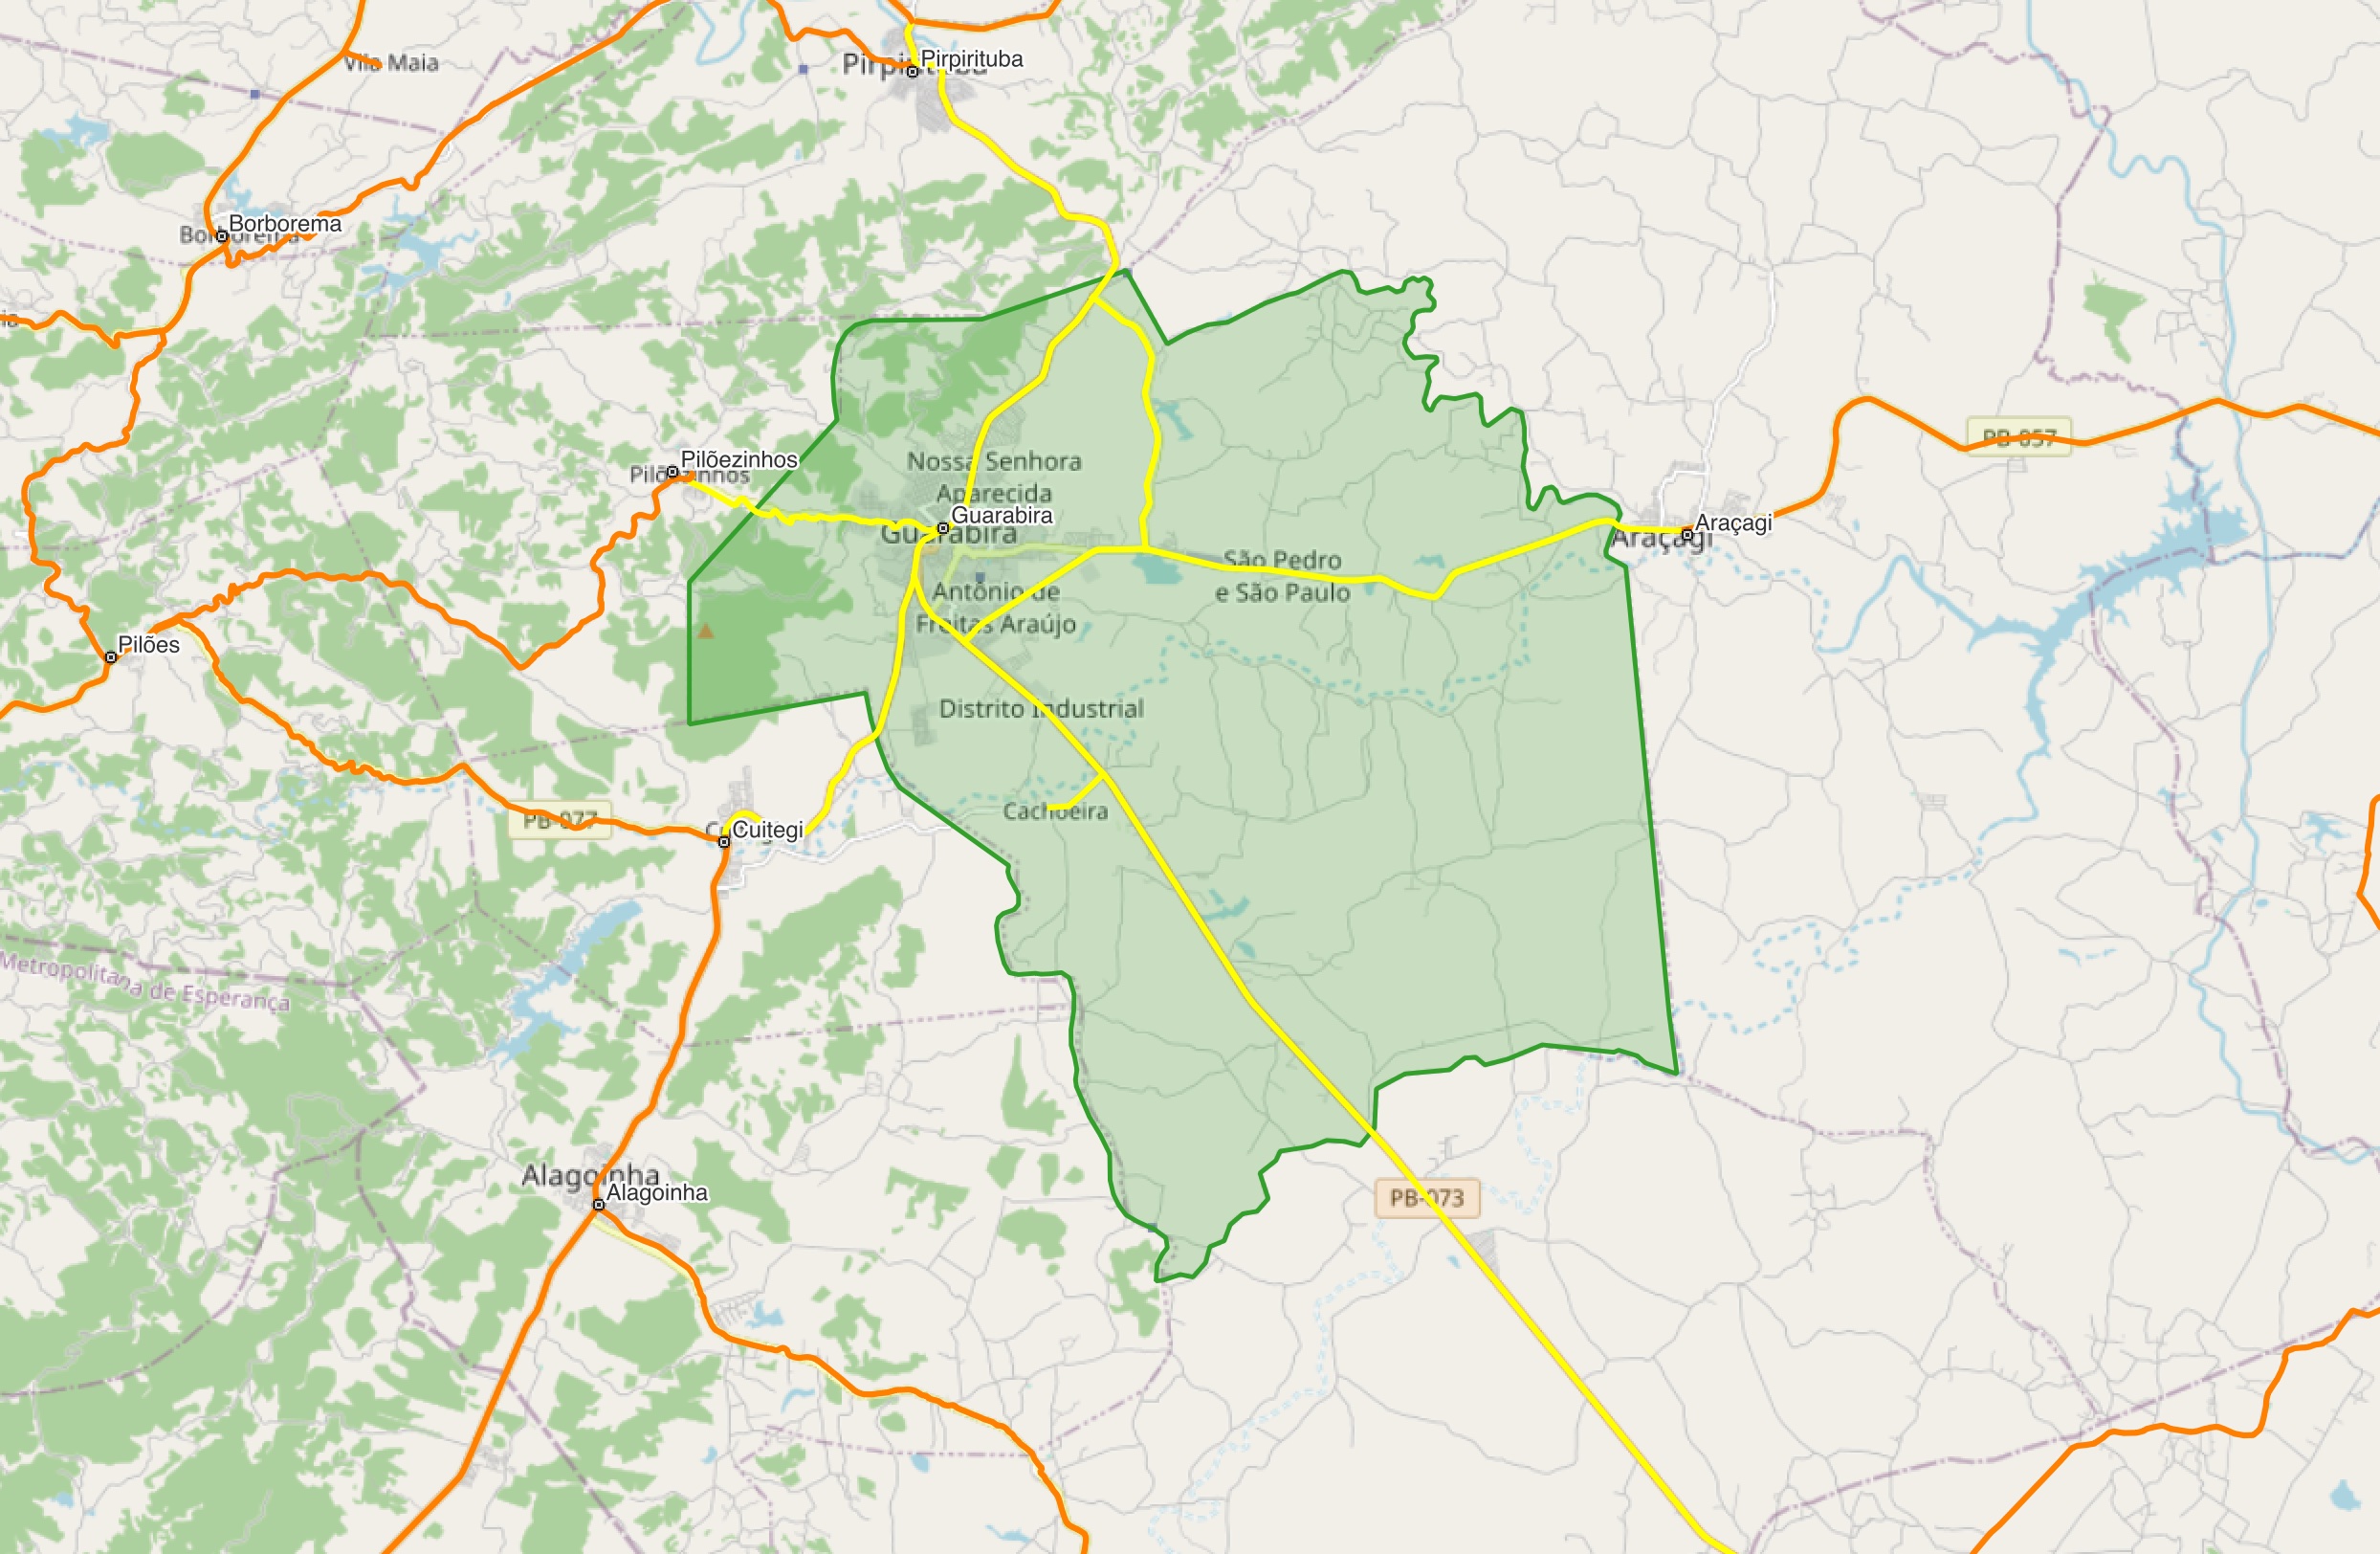 Vila Maia
Pirpirituba
Pirpirituba
Borborema
Borborema
Pilõezinhos
Pilõezinhos
Nossa Senhora
Aparecida
Guarabira
Guarabira
PB-057
Araçagi
Araçagi
São Pedro
e São Paulo
Antônio de
Freitas Araújo
Pilões
Distrito Industrial
Cachoeira
PB-077
Cuitegi
Metropolitana de Esperança
Alagoinha
Alagoinha
PB-073